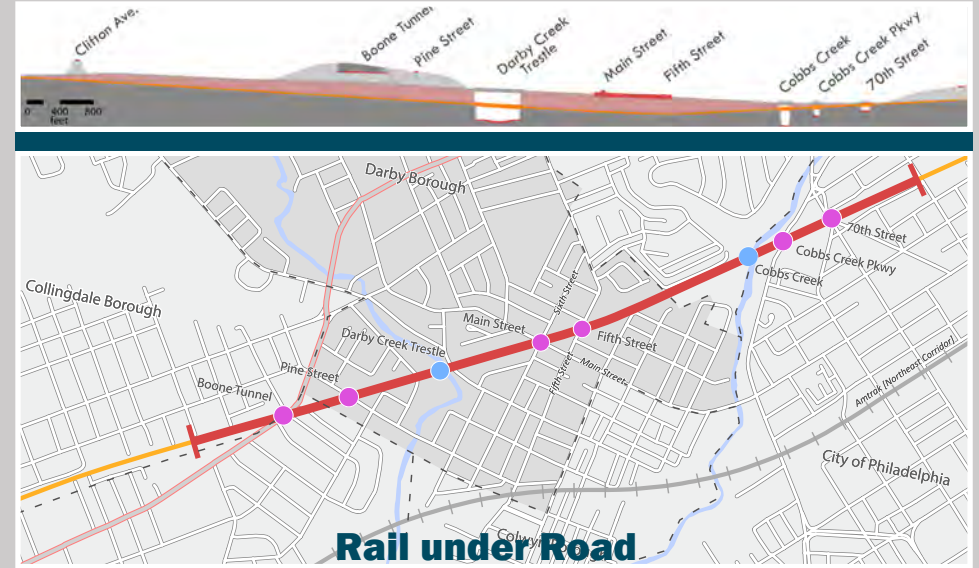 Clifton Ave.
Boone Tunnel
Pine Street
Darby Creek
Trestle
Main Street
Fifth Street
Cobbs Creek
Cobbs Creek Pkwy
70th Street
0 400 800
feet
Darby Borough
70th Street
Cobbs Creek Pkwy
Cobbs Creek
Sixth Street
Collingdale Borough
Main Street
Fifth Street
Darby Creek Trestle
Pine Street
Fifth Street
Main Street
Boone Tunnel
Amtrak [Northeast Corridor]
City of Philadelphia
Rail under Road